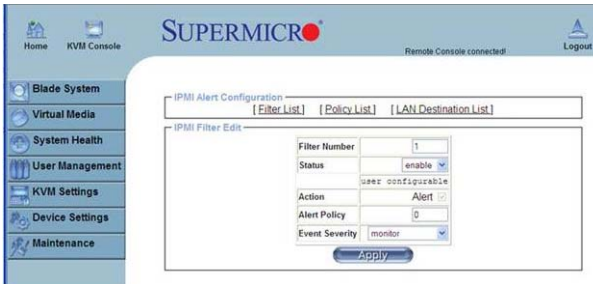 Home
KVM Console
SUPERMICRO
Remote Console connected!
Logout
Blade System
Virtual Media
System Health
User Management
KVM Settings
Device Settings
Maintenance
IPMI Alert Configuration
[ Filter List ] [ Policy List ] [ LAN Destination List ]
IPMI Filter Edit
Filter Number 1
Status enable
user configurable
Action Alert
Alert Policy 0
Event Severity monitor
Apply